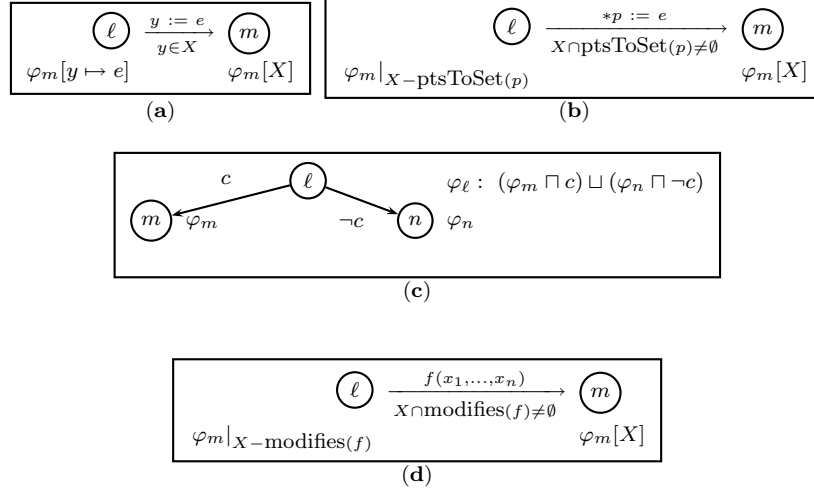 ℓ y := e m
y∈X
φ_m[y ↦ e] φ_m[X]
(a)
ℓ *p := e m
X∩ptsToSet(p)≠∅
φ_m|_{X−ptsToSet(p)} φ_m[X]
(b)
c ℓ φ_ℓ : (φ_m ⊓ c) ⊔ (φ_n ⊓ ¬c)
m φ_m ¬c n φ_n
(c)
ℓ f(x_1,...,x_n) m
X∩modifies(f)≠∅
φ_m|_{X−modifies(f)} φ_m[X]
(d)